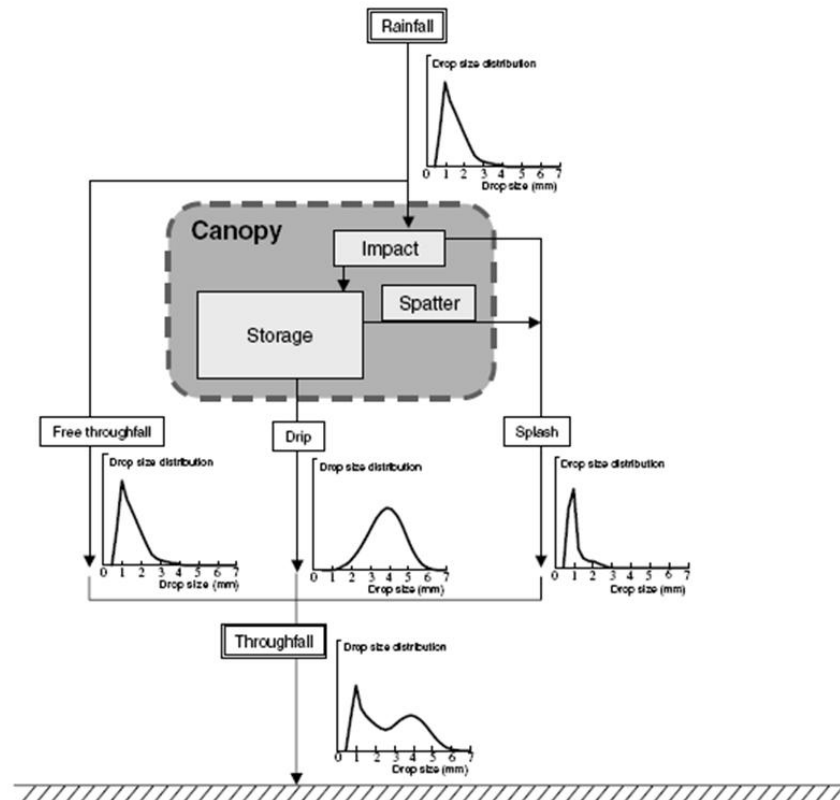 Rainfall
Drop size distribution
0 1 2 3 4 5 6 7
Drop size (mm)
Canopy
Impact
Spatter
Storage
Free throughfall
Drip
Splash
Drop size distribution
0 1 2 3 4 5 6 7
Drop size (mm)
Drop size distribution
0 1 2 3 4 5 6 7
Drop size (mm)
Drop size distribution
0 1 2 3 4 5 6 7
Drop size (mm)
Throughfall
Drop size distribution
0 1 2 3 4 5 6 7
Drop size (mm)